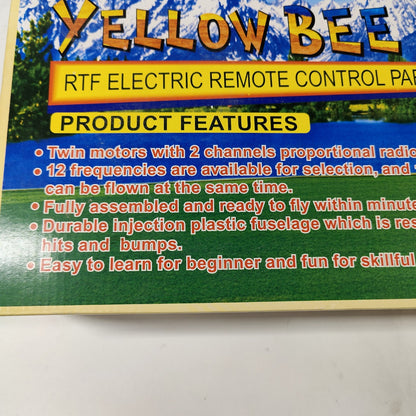 YELLOW BEE
RTF ELECTRIC REMOTE CONTROL PAR
PRODUCT FEATURES
• Twin motors with 2 channels proportional radio
• 12 frequencies are available for selection, and
can be flown at the same time.
• Fully assembled and ready to fly within minute
• Durable injection plastic fuselage which is res
hits and bumps.
• Easy to learn for beginner and fun for skillful